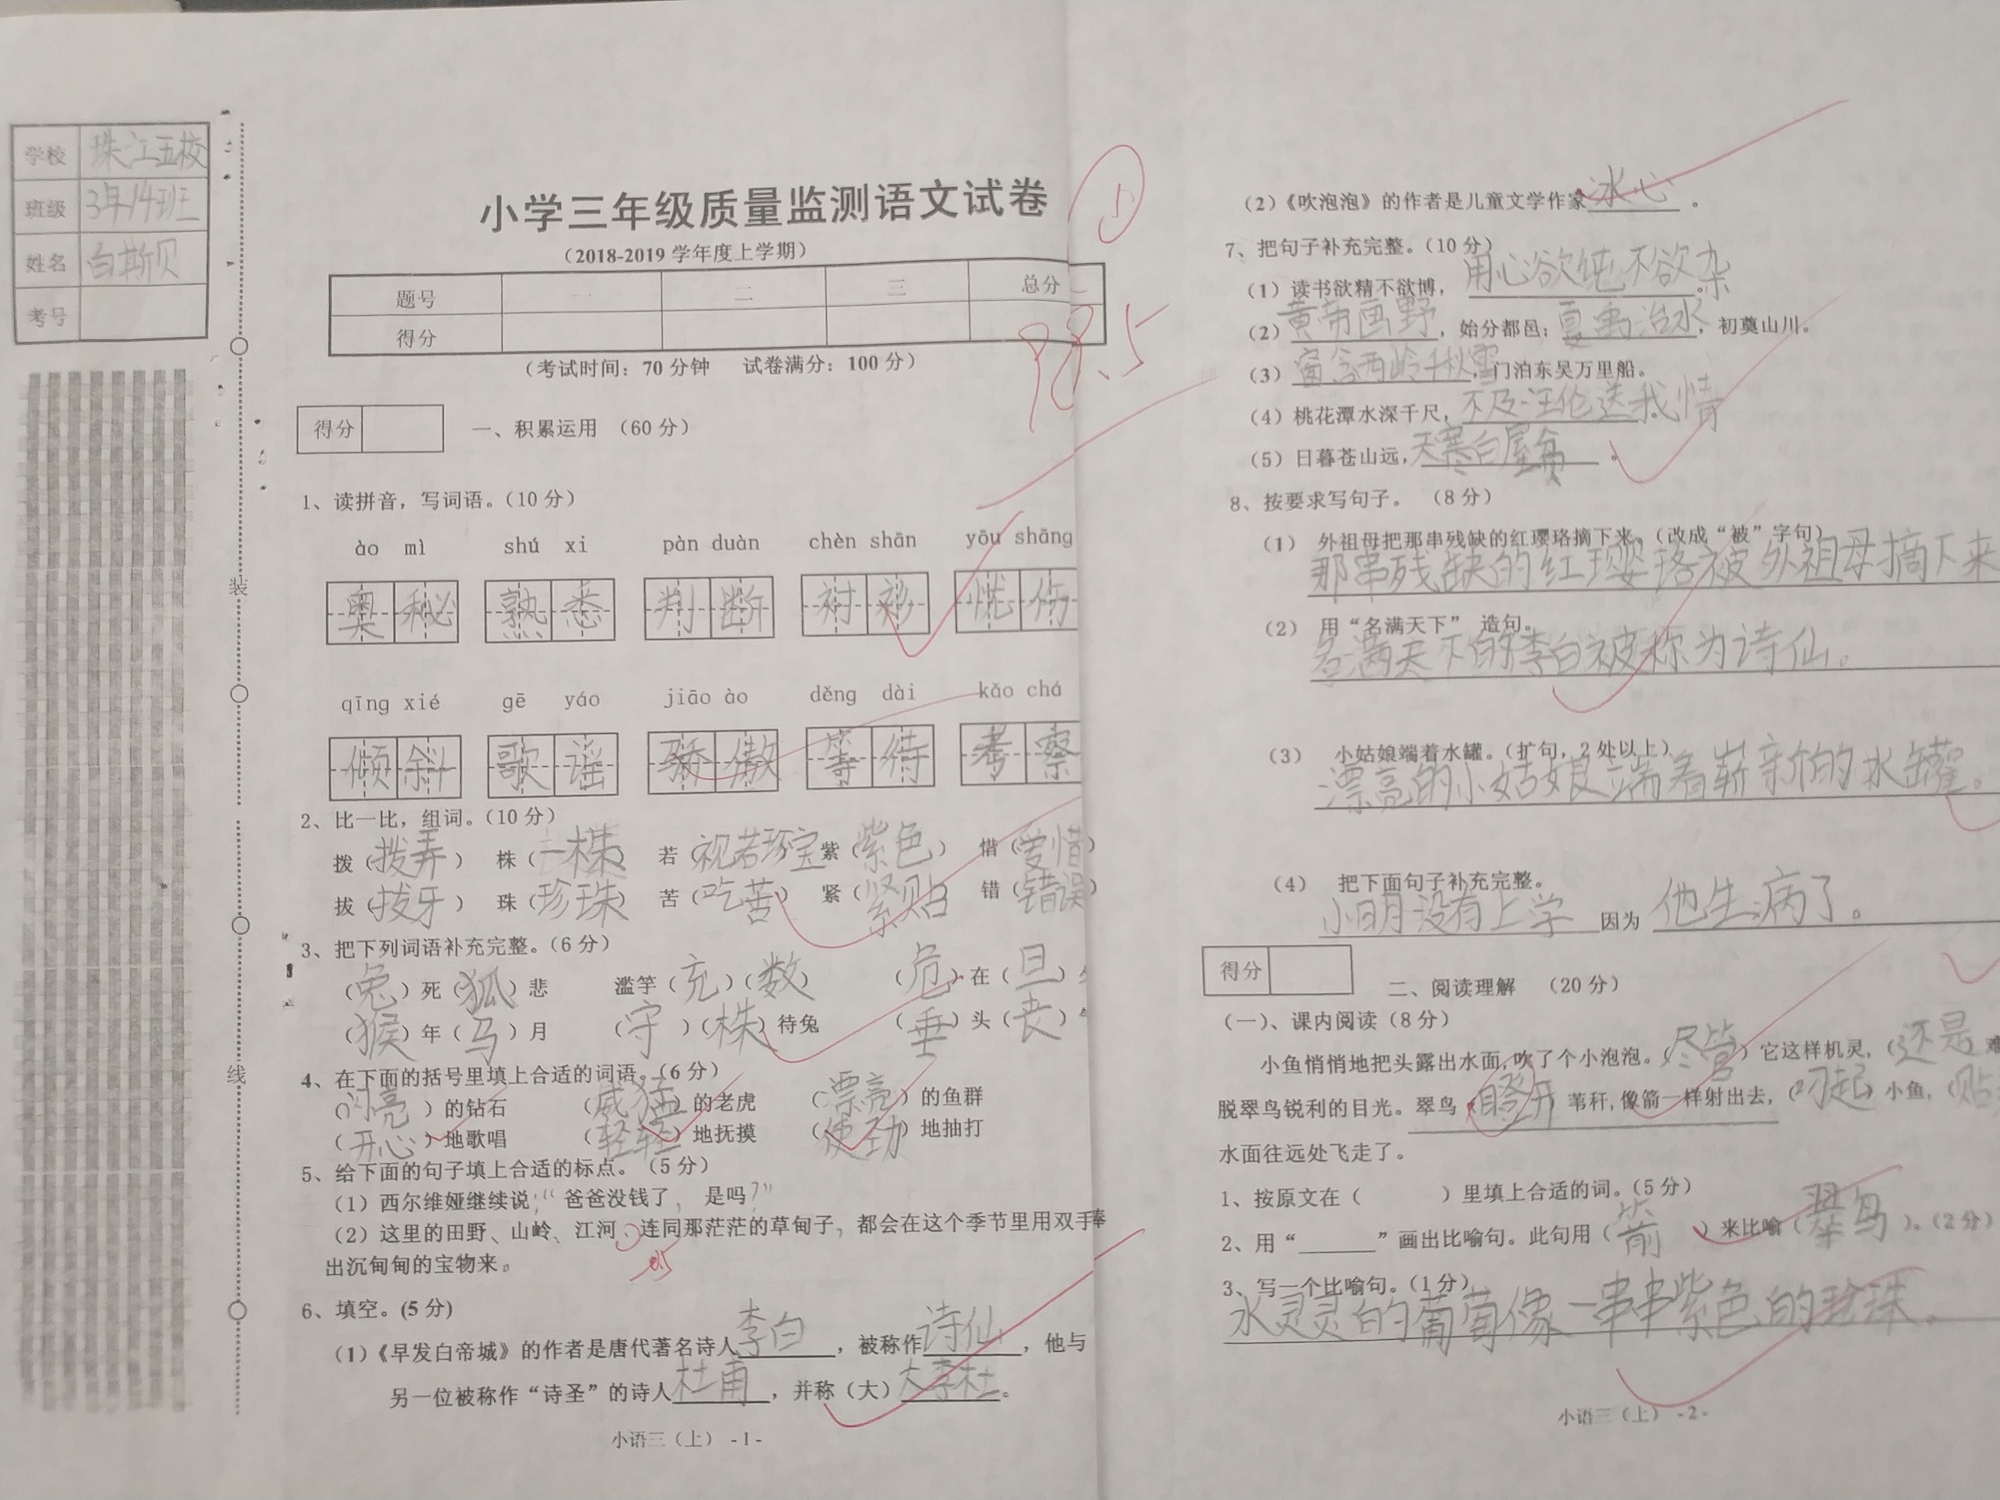 学校 珠江五校
班级 3年14班
姓名 白斯贝
考号
装
线
小学三年级质量监测语文试卷
（2018-2019 学年度上学期）
题号 一 二 三 总分
得分
98.5
（考试时间：70 分钟 试卷满分：100 分）
得分 一、积累运用 （60 分）
1、读拼音，写词语。（10 分）
ào mì shú xi pàn duàn chèn shān yōu shāng
奥秘 熟悉 判断 衬衫 忧伤
qīng xié gē yáo jiāo ào děng dài kǎo chá
倾斜 歌谣 骄傲 等待 考察
2、比一比，组词。（10 分）
拨（拨弄） 株（一株） 若（视若珍宝） 紫（紫色） 惜（爱惜）
拔（拔牙） 珠（珍珠） 苦（吃苦） 紧（紧贴） 错（错误）
3、把下列词语补充完整。（6 分）
（兔）死（狐）悲 滥竽（充）（数） （危）在（旦）
（猴）年（马）月 （守）（株）待兔 （垂）头（丧）
4、在下面的括号里填上合适的词语。（6 分）
（闪亮）的钻石 （威猛）的老虎 （漂亮）的鱼群
（开心）地歌唱 （轻轻）地抚摸 （使劲）地抽打
5、给下面的句子填上合适的标点。（5 分）
（1）西尔维娅继续说：“爸爸没钱了，是吗？”
（2）这里的田野、山岭、江河、连同那茫茫的草甸子，都会在这个季节里用双手捧
出沉甸甸的宝物来。
6、填空。(5 分)
（1）《早发白帝城》的作者是唐代著名诗人李白，被称作诗仙，他与
另一位被称作“诗圣”的诗人杜甫，并称（大）大李杜。
小语三（上） -1-
（2）《吹泡泡》的作者是儿童文学作家冰心。
7、把句子补充完整。（10 分）
（1）读书欲精不欲博，用心欲纯不欲杂。
（2）黄帝画野，始分都邑；夏禹治水，初奠山川。
（3）窗含西岭千秋雪，门泊东吴万里船。
（4）桃花潭水深千尺，不及汪伦送我情
（5）日暮苍山远，天寒白屋贫。
8、按要求写句子。 （8 分）
（1） 外祖母把那串残缺的红璎珞摘下来。（改成“被”字句）
那串残缺的红璎珞被外祖母摘下来
（2） 用“名满天下” 造句。
名满天下的李白被称为诗仙。
（3） 小姑娘端着水罐。（扩句，2 处以上）
漂亮的小姑娘端着崭新的水罐。
（4） 把下面句子补充完整。
小明没有上学 因为 他生病了。
得分 二、阅读理解 （20 分）
（一）、课内阅读（8 分）
小鱼悄悄地把头露出水面，吹了个小泡泡。（尽管）它这样机灵，（还是
脱翠鸟锐利的目光。翠鸟（蹬开）苇秆，像箭一样射出去，（叼起）小鱼，（贴
水面往远处飞走了。
1、按原文在（ ）里填上合适的词。（5 分）
2、用“______”画出比喻句。此句用（箭）来比喻（翠鸟）。（2 分）
3、写一个比喻句。（1 分）
水灵灵的葡萄像一串串紫色的珍珠。
小语三（上） -2-